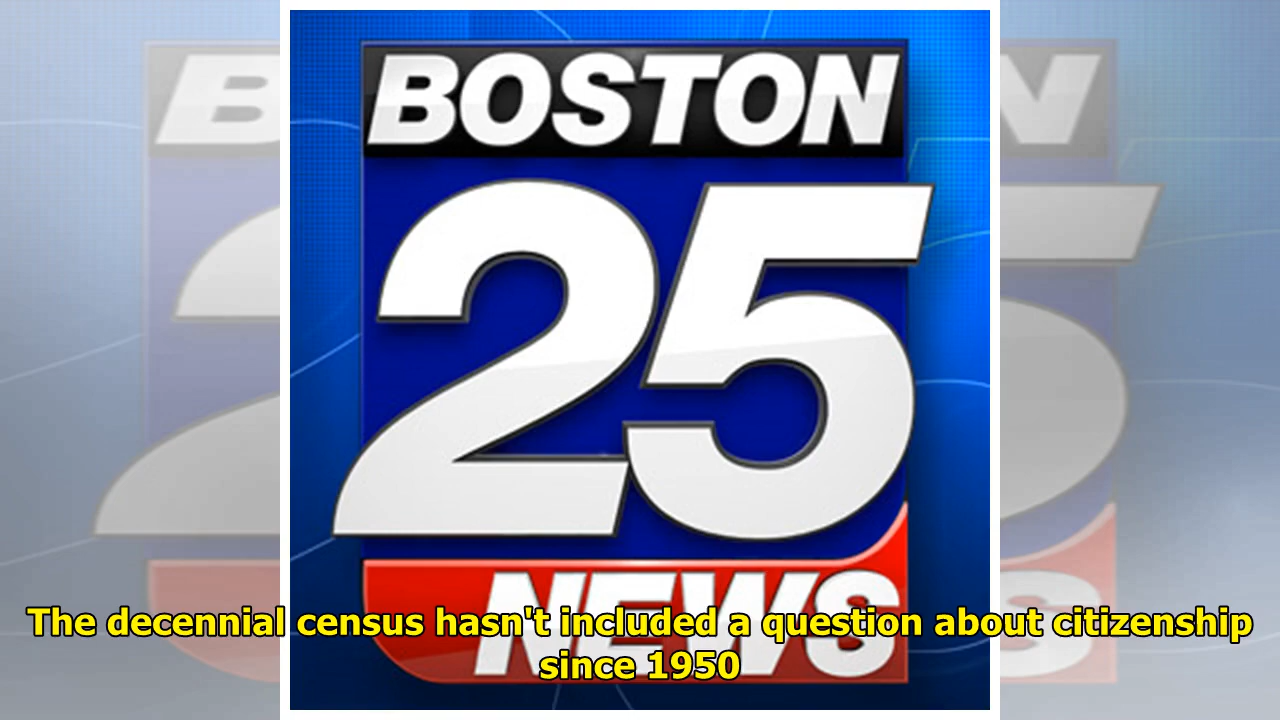 BOSTON
25
NEWS
The decennial census hasn't included a question about citizenship
since 1950